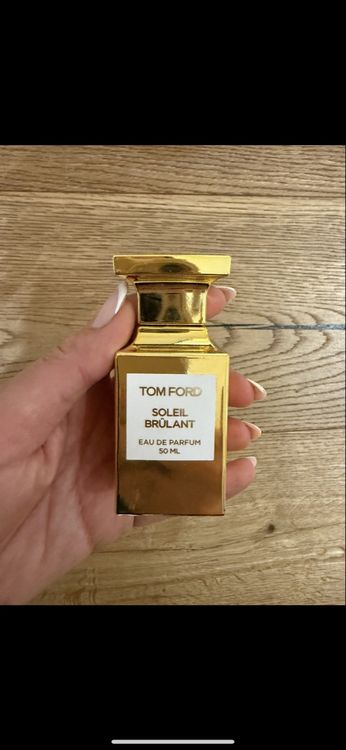 TOM FORD
SOLEIL
BRÛLANT
EAU DE PARFUM
50 ML